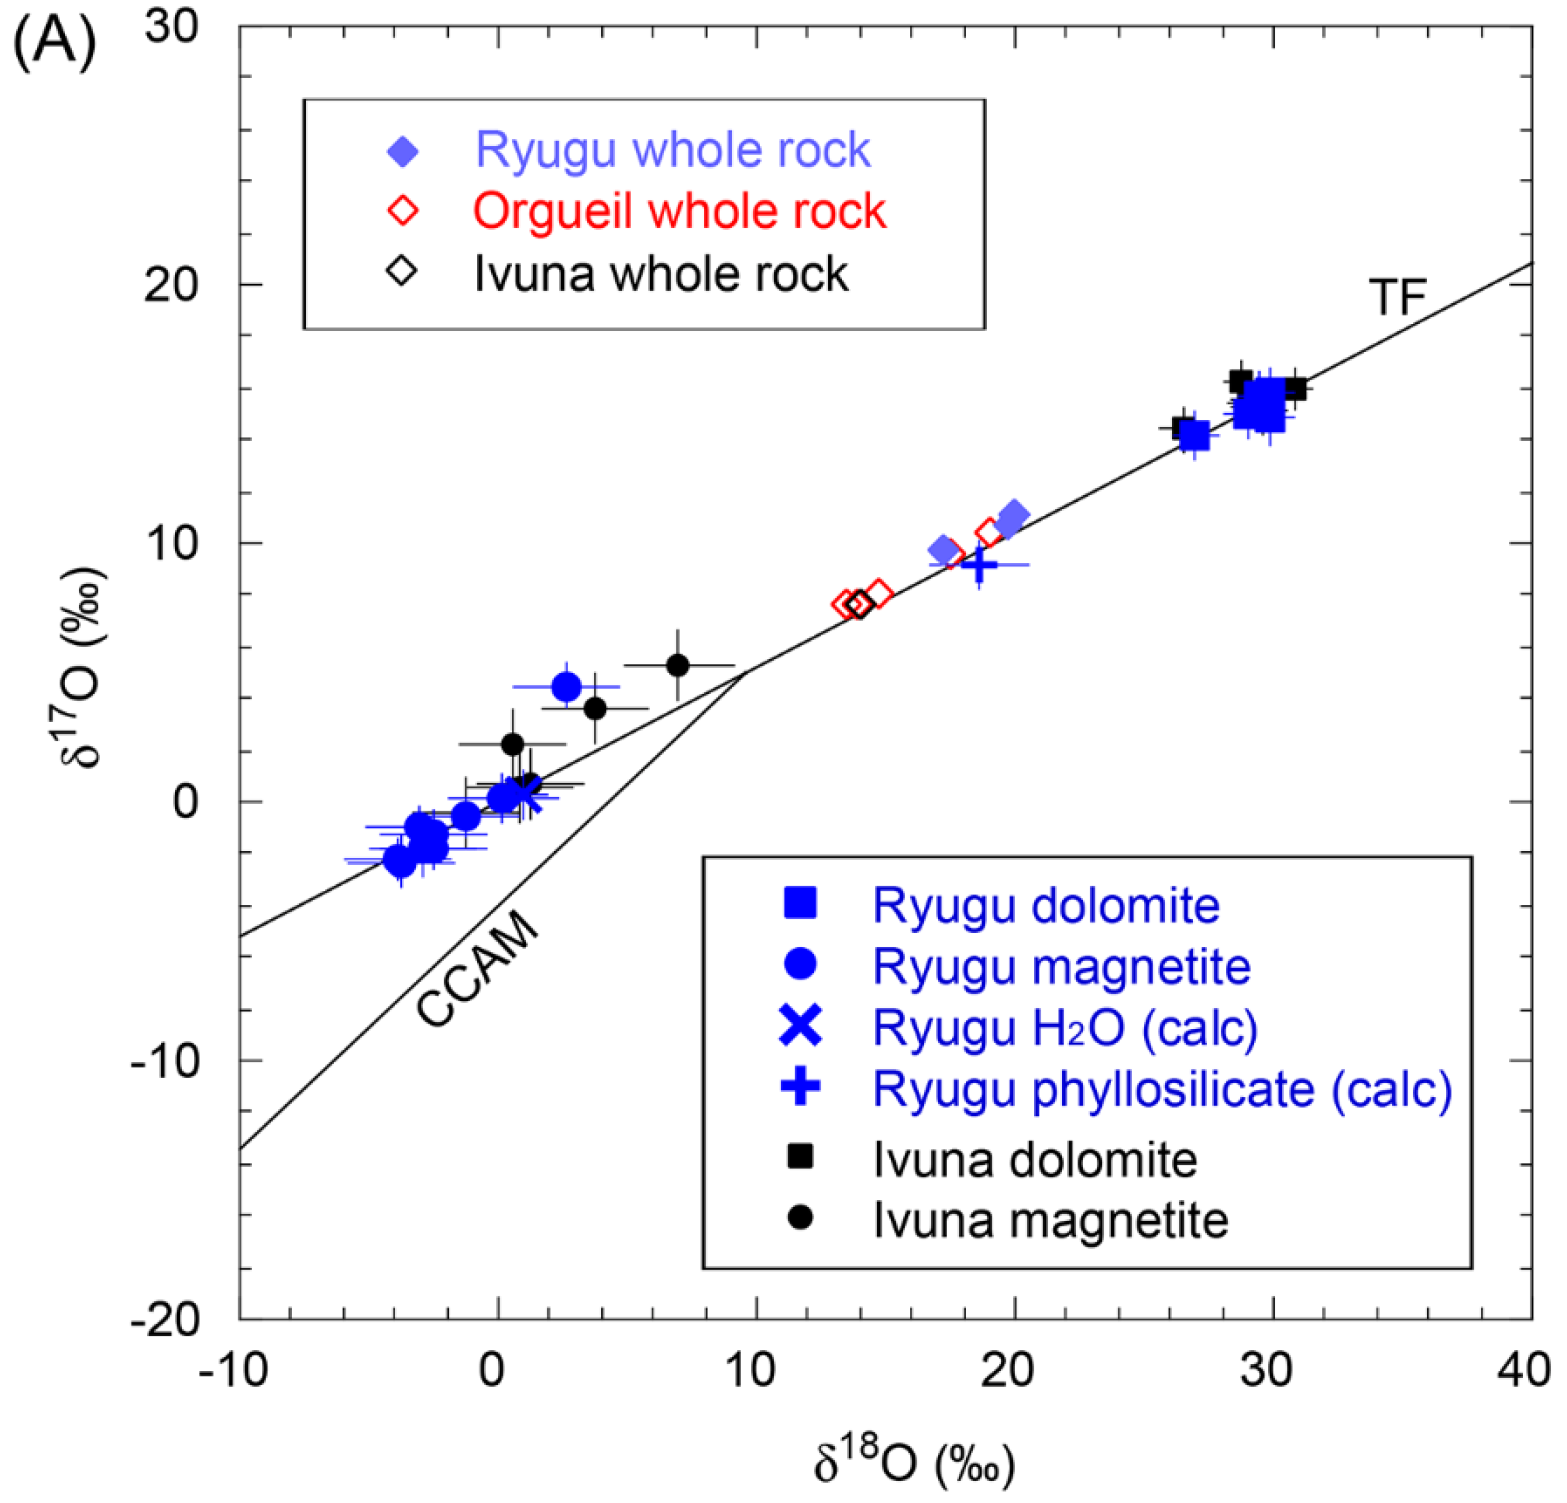 (A)
30
20
10
0
-10
-20
δ¹⁷O (‰)
Ryugu whole rock
Orgueil whole rock
Ivuna whole rock
TF
CCAM
Ryugu dolomite
Ryugu magnetite
Ryugu H₂O (calc)
Ryugu phyllosilicate (calc)
Ivuna dolomite
Ivuna magnetite
-10 0 10 20 30 40
δ¹⁸O (‰)